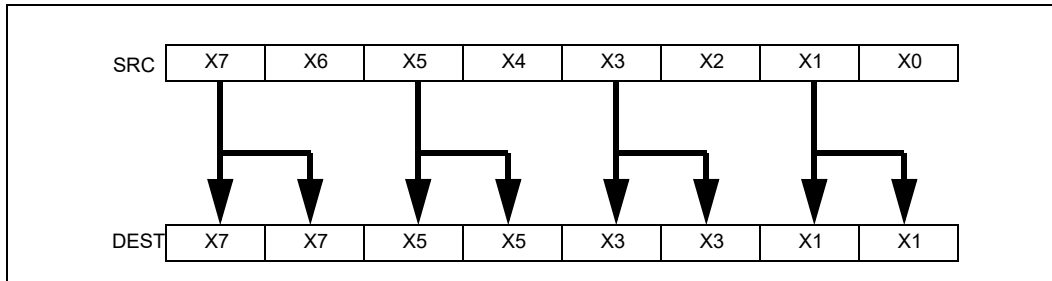 SRC X7 X6 X5 X4 X3 X2 X1 X0
DEST X7 X7 X5 X5 X3 X3 X1 X1